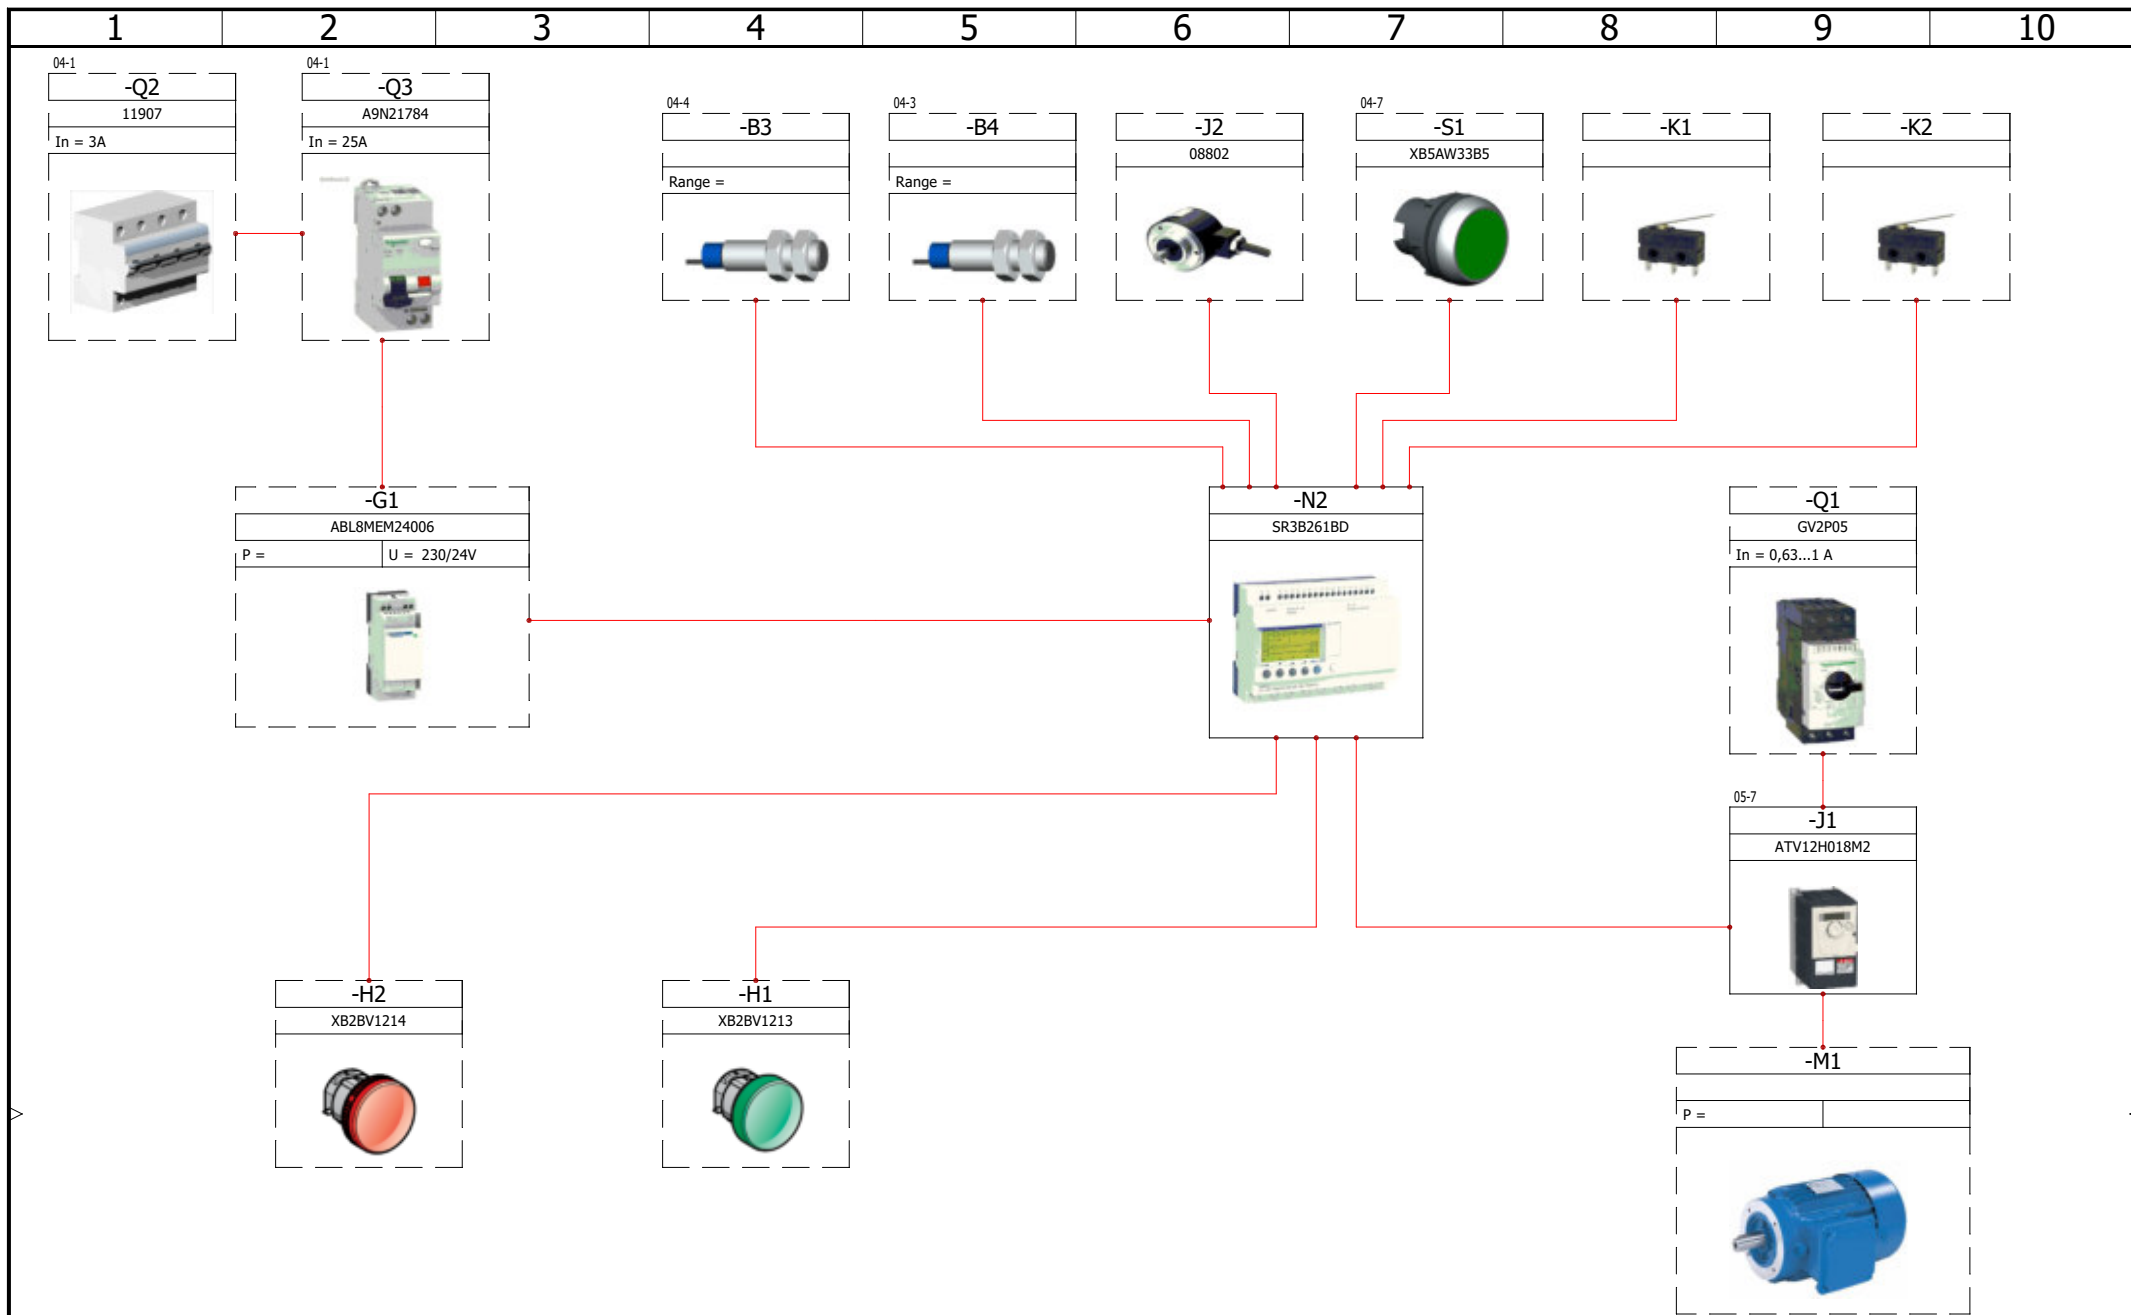 1 2 3 4 5 6 7 8 9 10
04-1
-Q2
11907
In = 3A
04-1
-Q3
A9N21784
In = 25A
04-4
-B3
Range =
04-3
-B4
Range =
-J2
08802
04-7
-S1
XB5AW33B5
-K1
-K2
-G1
ABL8MEM24006
P =
U = 230/24V
-N2
SR3B261BD
-Q1
GV2P05
In = 0,63...1 A
05-7
-J1
ATV12H018M2
-H2
XB2BV1214
-H1
XB2BV1213
-M1
P =